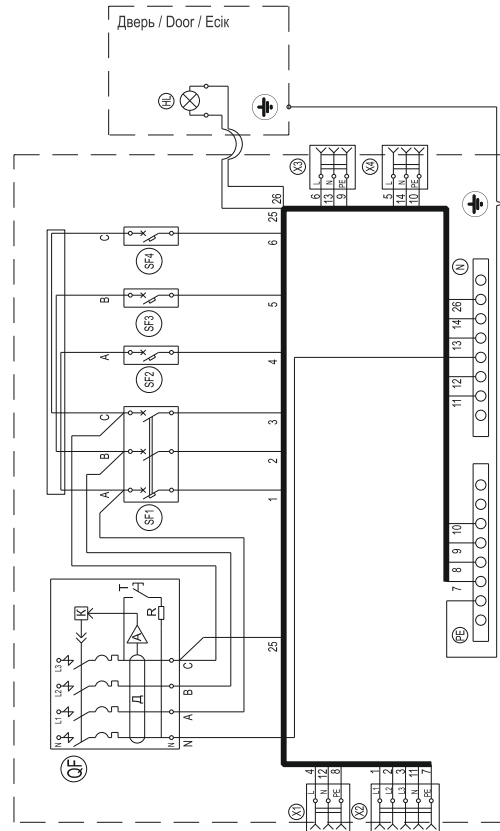 Дверь / Door / Есік
HL
X3
L
N
PE
6
13
9
X4
L
N
PE
5
14
10
26
25
C
SF4
6
B
SF3
5
A
SF2
4
C
B
A
SF1
3
2
1
N
26
14
13
12
11
PE
10
9
8
7
QF
N
L1
L2
L3
K
T
R
A
Д
N
N
A
B
C
25
X1
L
N
PE
4
12
8
X2
L1
L2
L3
N
PE
1
2
3
11
7